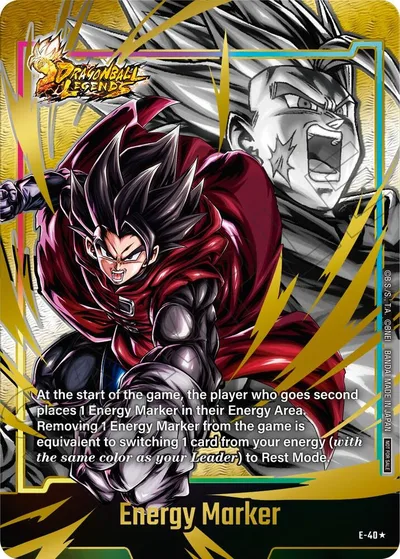 DRAGONBALL
LEGENDS
At the start of the game, the player who goes second
places 1 Energy Marker in their Energy Area.
Removing 1 Energy Marker from the game is
equivalent to switching 1 card from your energy (with
the same color as your Leader) to Rest Mode.
©B.S./S., T.A. ©BNEI BANDAI MADE IN JAPAN
NOT FOR SALE
Energy Marker
E-40★